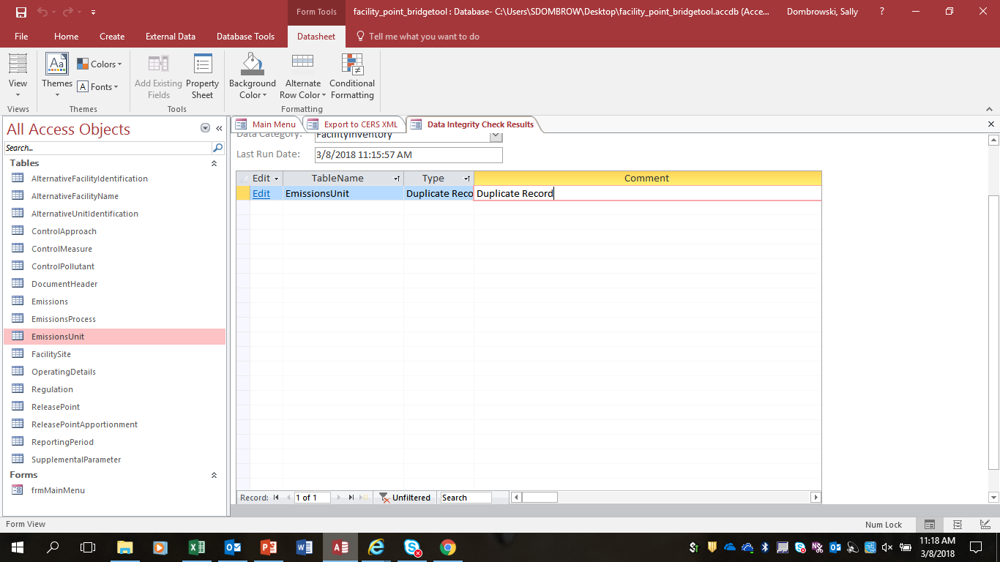 Form Tools
facility_point_bridgetool : Database- C:\Users\SDOMBROW\Desktop\facility_point_bridgetool.accdb (Acce...
Dombrowski, Sally
?
File Home Create External Data Database Tools Datasheet Tell me what you want to do
View
Views
Aa
Themes
Colors
A Fonts
Themes
Add Existing Fields
Property Sheet
Tools
Background Color
Alternate Row Color
Conditional Formatting
Formatting
All Access Objects
Search...
Tables
AlternativeFacilityIdentification
AlternativeFacilityName
AlternativeUnitIdentification
ControlApproach
ControlMeasure
ControlPollutant
DocumentHeader
Emissions
EmissionsProcess
EmissionsUnit
FacilitySite
OperatingDetails
Regulation
ReleasePoint
ReleasePointApportionment
ReportingPeriod
SupplementalParameter
Forms
frmMainMenu
Main Menu Export to CERS XML Data Integrity Check Results
Data Category: FacilityInventory
Last Run Date: 3/8/2018 11:15:57 AM
Edit TableName Type Comment
Edit EmissionsUnit Duplicate Reco Duplicate Record
Record: 1 of 1 Unfiltered Search
Form View
Num Lock
11:18 AM
3/8/2018